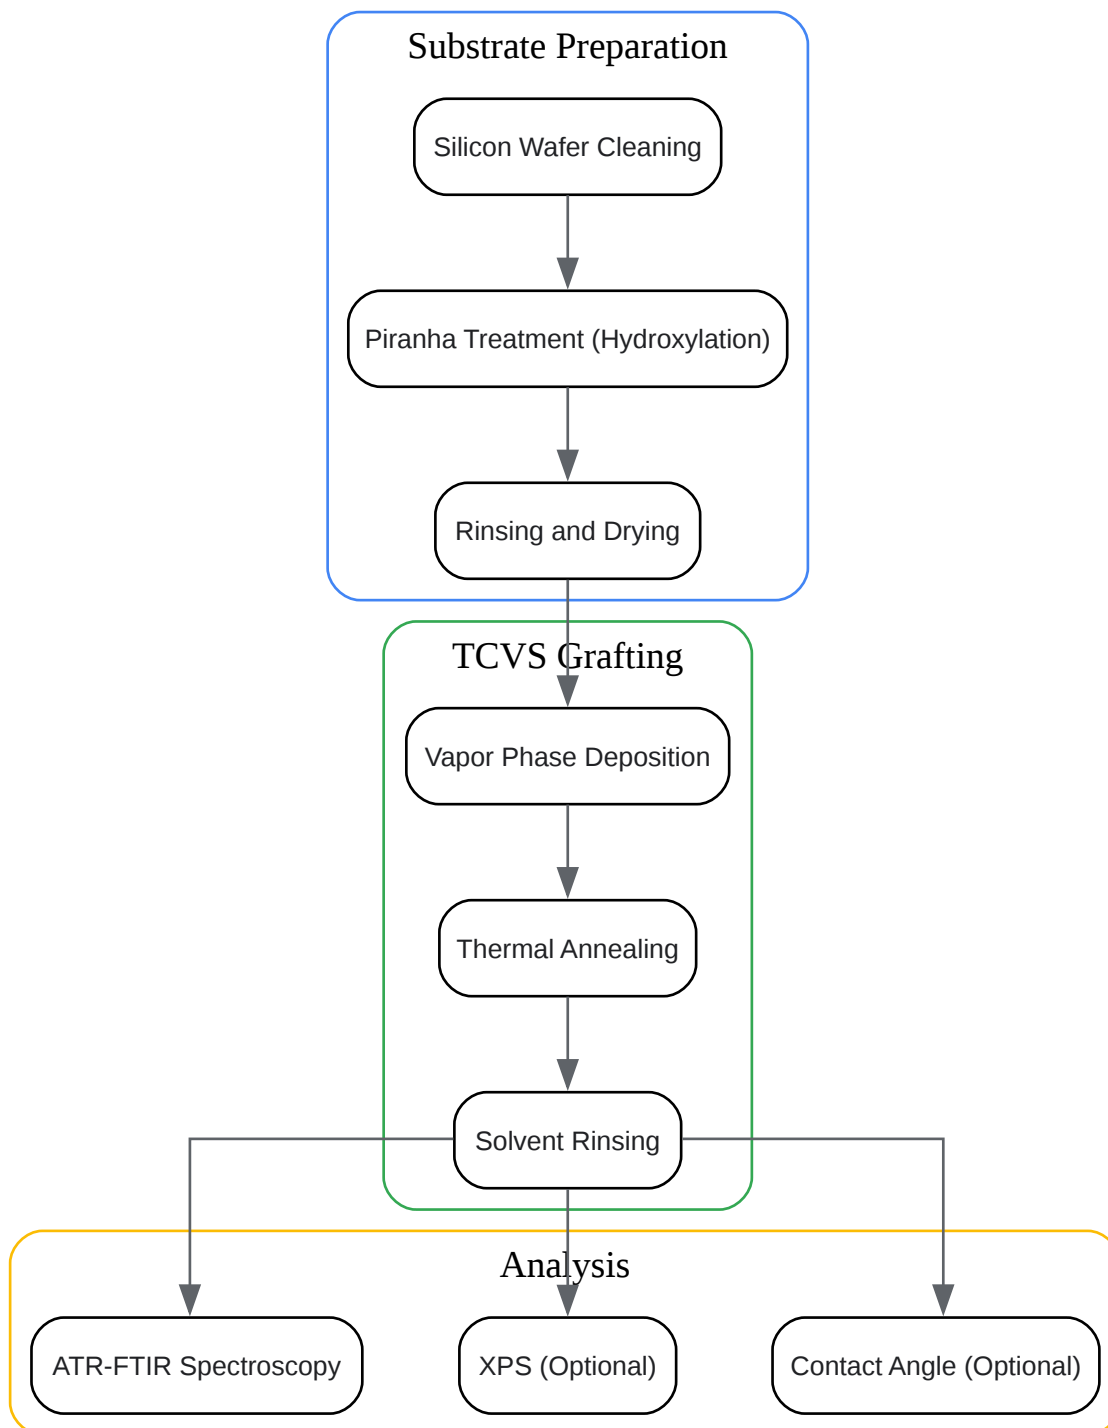 Substrate Preparation
Silicon Wafer Cleaning
Piranha Treatment (Hydroxylation)
Rinsing and Drying
TCVS Grafting
Vapor Phase Deposition
Thermal Annealing
Solvent Rinsing
Analysis
ATR-FTIR Spectroscopy
XPS (Optional)
Contact Angle (Optional)